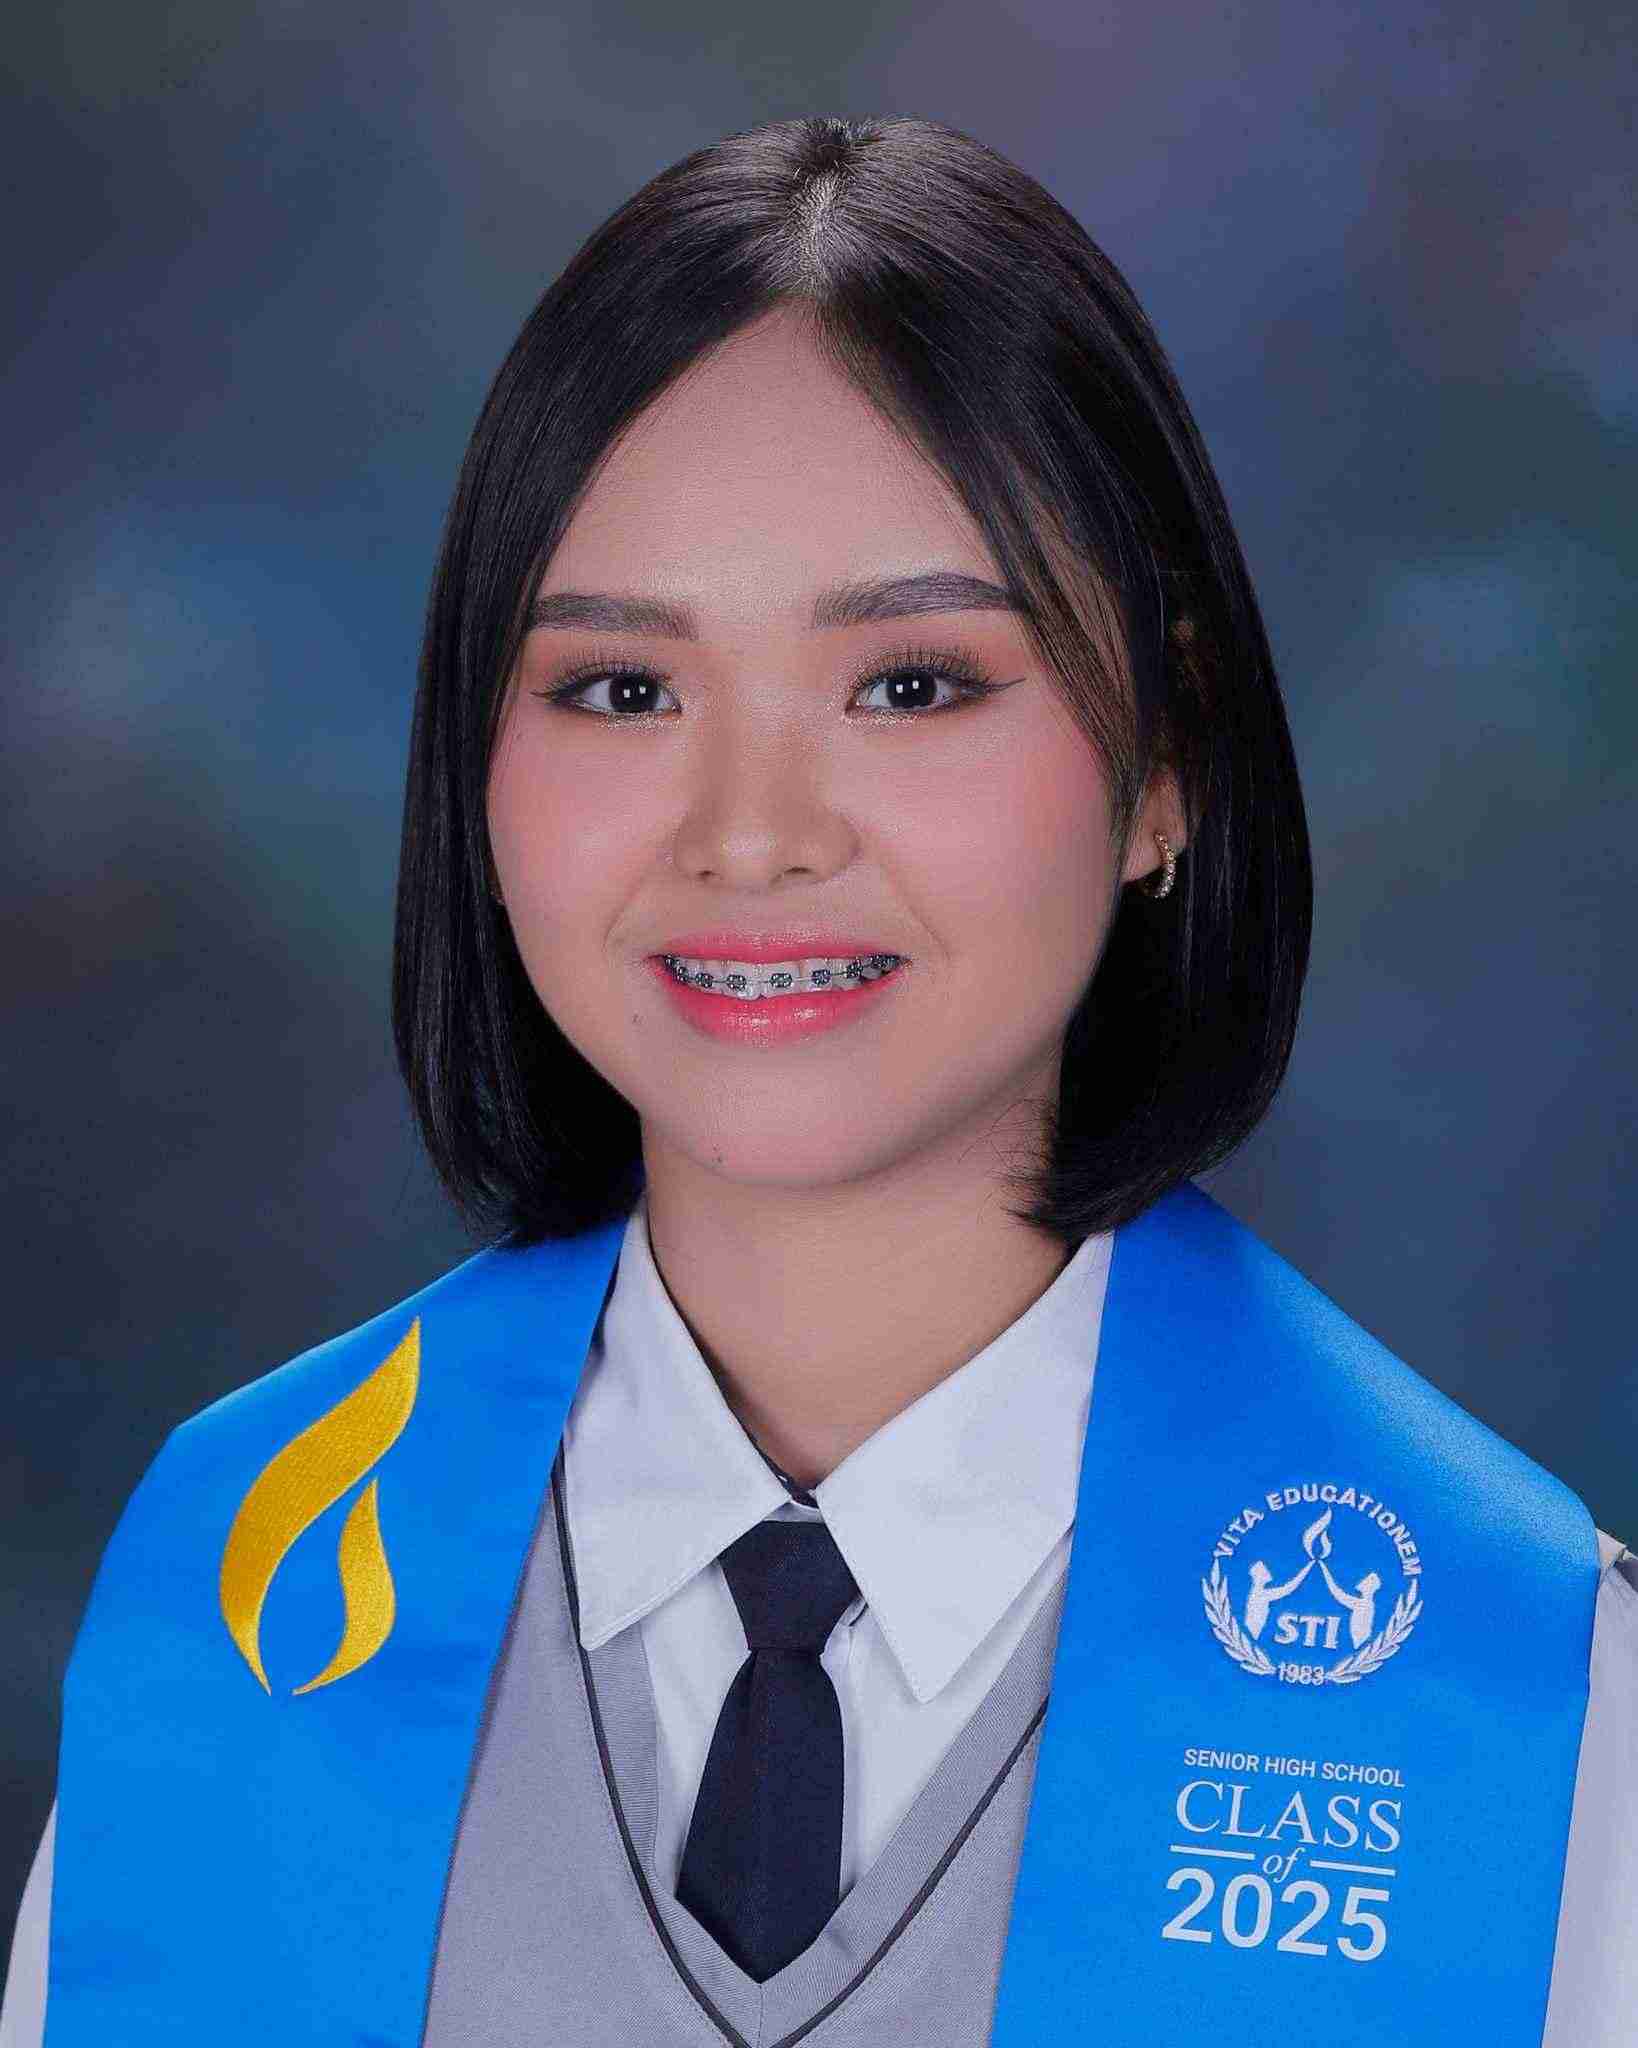 VITA EDUCATIONEM
STI
1983
SENIOR HIGH SCHOOL
CLASS
of
2025